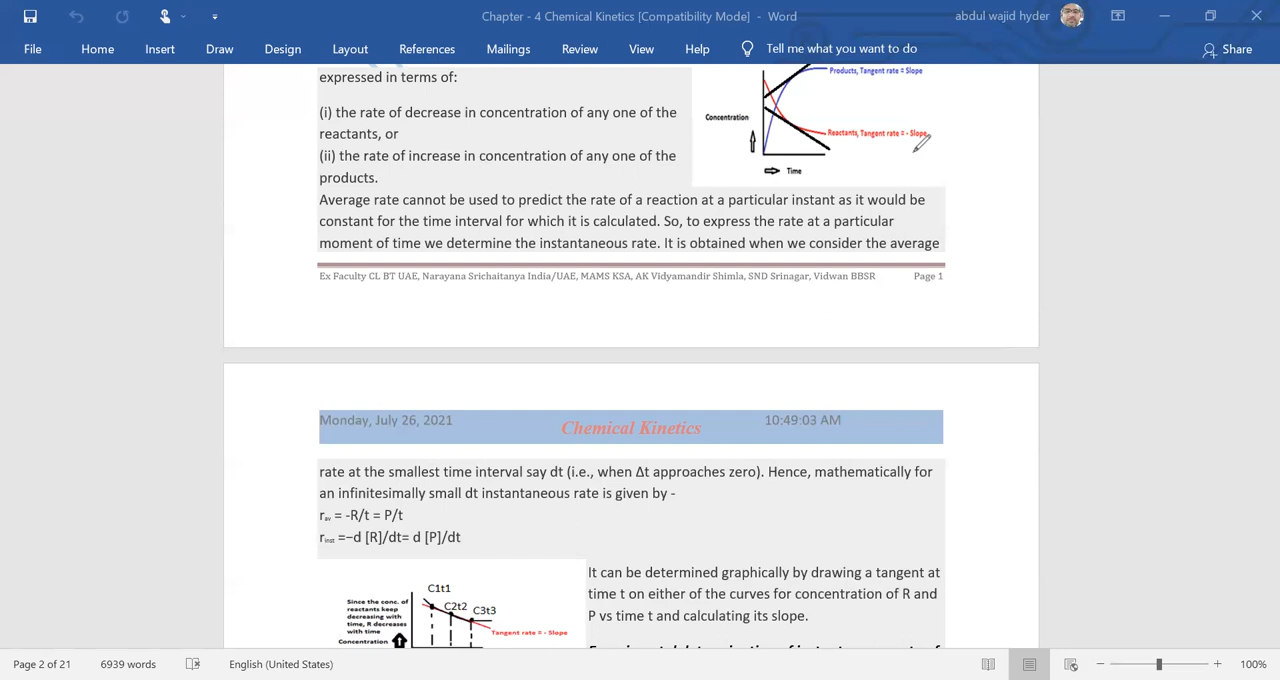 Chapter - 4 Chemical Kinetics [Compatibility Mode] - Word
abdul wajid hyder
File Home Insert Draw Design Layout References Mailings Review View Help Tell me what you want to do Share
expressed in terms of:
(i) the rate of decrease in concentration of any one of the
reactants, or
(ii) the rate of increase in concentration of any one of the
products.
Products, Tangent rate = Slope
Concentration
Reactants, Tangent rate = - Slope
Time
Average rate cannot be used to predict the rate of a reaction at a particular instant as it would be
constant for the time interval for which it is calculated. So, to express the rate at a particular
moment of time we determine the instantaneous rate. It is obtained when we consider the average
Ex Faculty CL BT UAE, Narayana Srichaitanya India/UAE, MAMS KSA, AK Vidyamandir Shimla, SND Srinagar, Vidwan BBSR Page 1
Monday, July 26, 2021 Chemical Kinetics 10:49:03 AM
rate at the smallest time interval say dt (i.e., when Δt approaches zero). Hence, mathematically for
an infinitesimally small dt instantaneous rate is given by -
rav = -R/t = P/t
rinst =−d [R]/dt= d [P]/dt
C1t1
C2t2
C3t3
Since the conc. of
reactants keep
decreasing with
time, R decreases
with time
Concentration
Tangent rate = - Slope
It can be determined graphically by drawing a tangent at
time t on either of the curves for concentration of R and
P vs time t and calculating its slope.
Page 2 of 21 6939 words English (United States) 100%